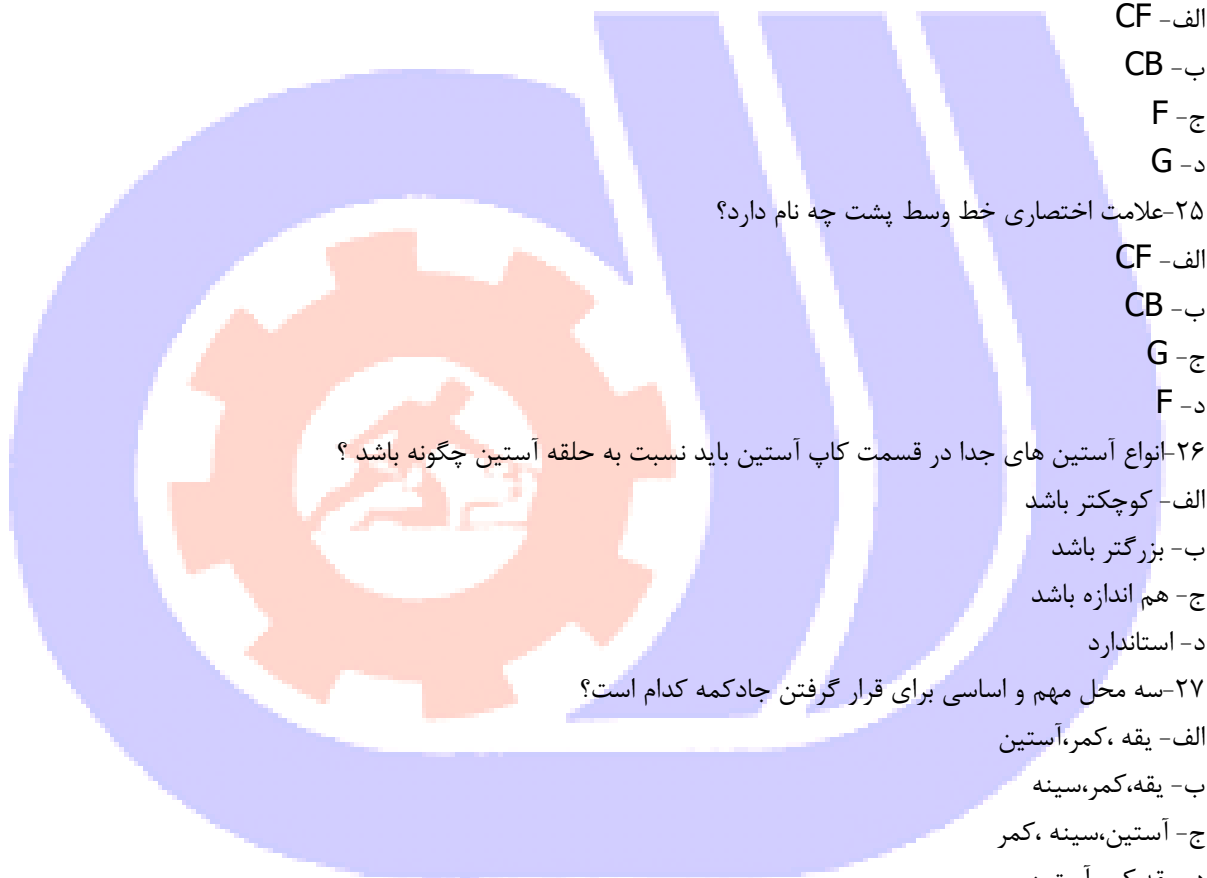 الف- CF
ب- CB
ج- F
د- G
۲۵-علامت اختصاری خط وسط پشت چه نام دارد؟
الف- CF
ب- CB
ج- G
د- F
۲۶-انواع آستین های جدا در قسمت کاپ آستین باید نسبت به حلقه آستین چگونه باشد ؟
الف- کوچکتر باشد
ب- بزرگتر باشد
ج- هم اندازه باشد
د- استاندارد
۲۷-سه محل مهم و اساسی برای قرار گرفتن جادکمه کدام است؟
الف- یقه ،کمر،آستین
ب- یقه،کمر،سینه
ج- آستین،سینه ،کمر